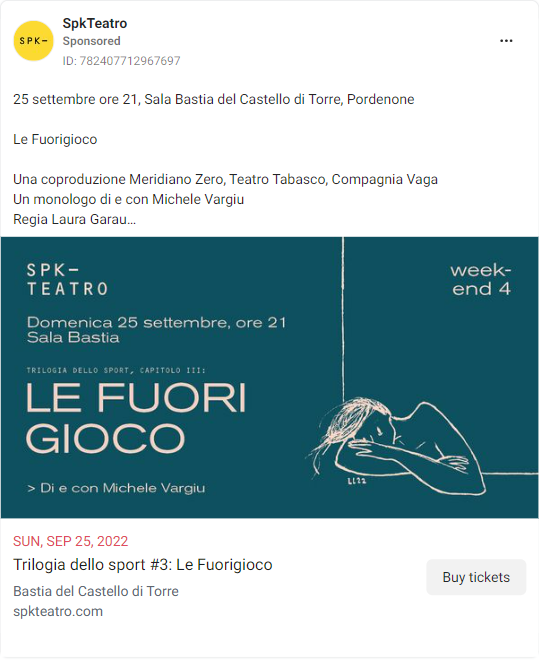 SPK–
SpkTeatro
Sponsored
ID: 782407712967697
25 settembre ore 21, Sala Bastia del Castello di Torre, Pordenone
Le Fuorigioco
Una coproduzione Meridiano Zero, Teatro Tabasco, Compagnia Vaga
Un monologo di e con Michele Vargiu
Regia Laura Garau...
SPK–
TEATRO
week-
end 4
Domenica 25 settembre, ore 21
Sala Bastia
TRILOGIA DELLO SPORT, CAPITOLO III:
LE FUORI
GIOCO
> Di e con Michele Vargiu
LL22
SUN, SEP 25, 2022
Trilogia dello sport #3: Le Fuorigioco
Bastia del Castello di Torre
spkteatro.com
Buy tickets